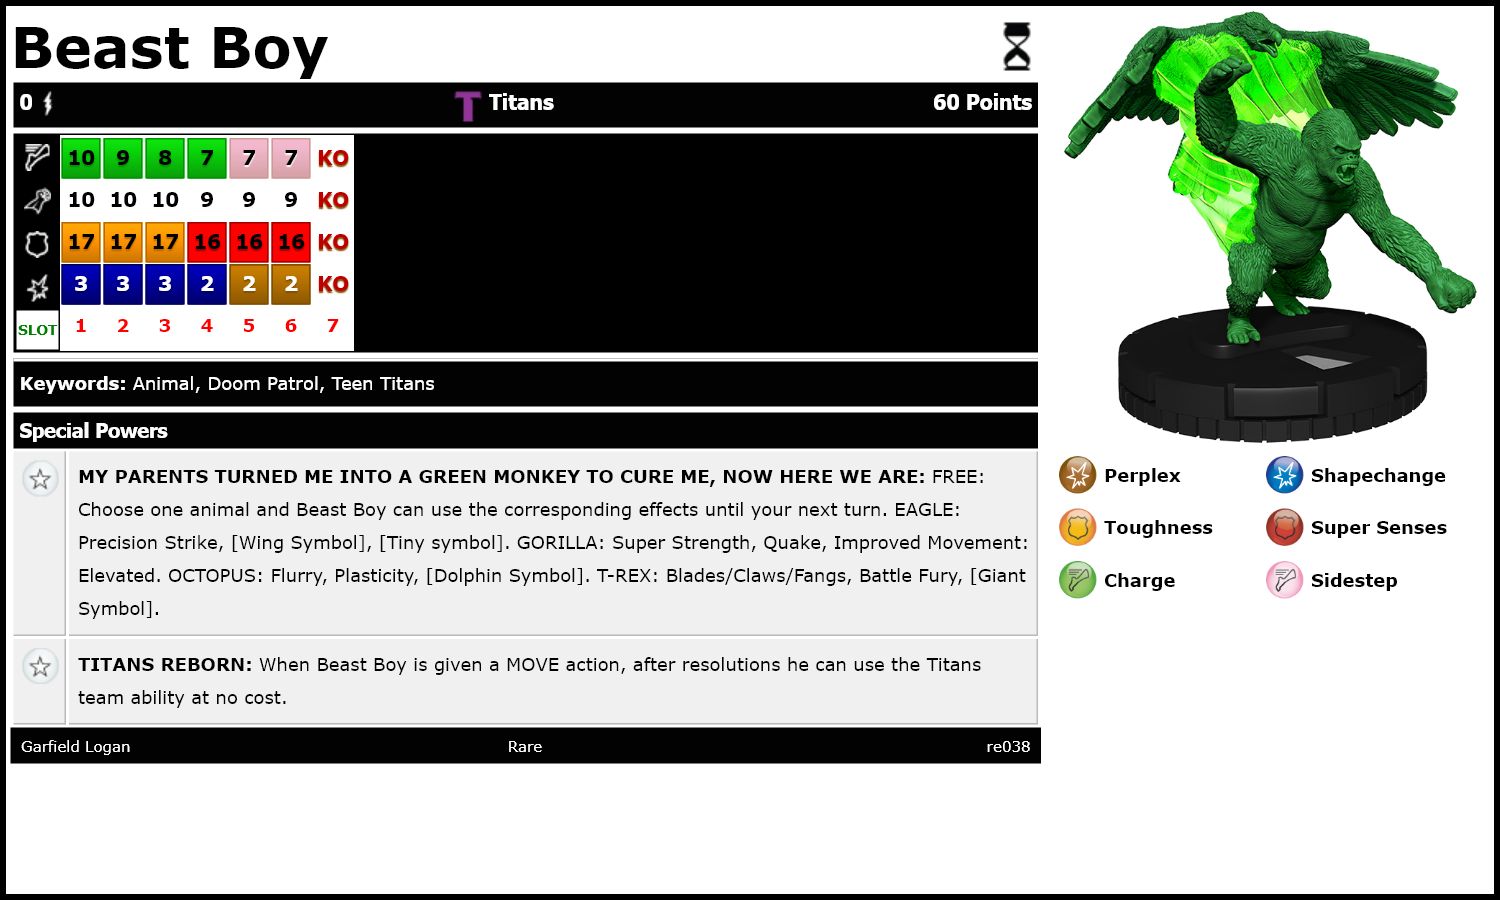 Beast Boy
0 Titans 60 Points
10 9 8 7 7 7 KO
10 10 10 9 9 9 KO
17 17 17 16 16 16 KO
3 3 3 2 2 2 KO
SLOT 1 2 3 4 5 6 7
Keywords: Animal, Doom Patrol, Teen Titans
Special Powers
MY PARENTS TURNED ME INTO A GREEN MONKEY TO CURE ME, NOW HERE WE ARE: FREE:
Choose one animal and Beast Boy can use the corresponding effects until your next turn. EAGLE:
Precision Strike, [Wing Symbol], [Tiny symbol]. GORILLA: Super Strength, Quake, Improved Movement:
Elevated. OCTOPUS: Flurry, Plasticity, [Dolphin Symbol]. T-REX: Blades/Claws/Fangs, Battle Fury, [Giant
Symbol].
TITANS REBORN: When Beast Boy is given a MOVE action, after resolutions he can use the Titans
team ability at no cost.
Garfield Logan Rare re038
Perplex Shapechange
Toughness Super Senses
Charge Sidestep